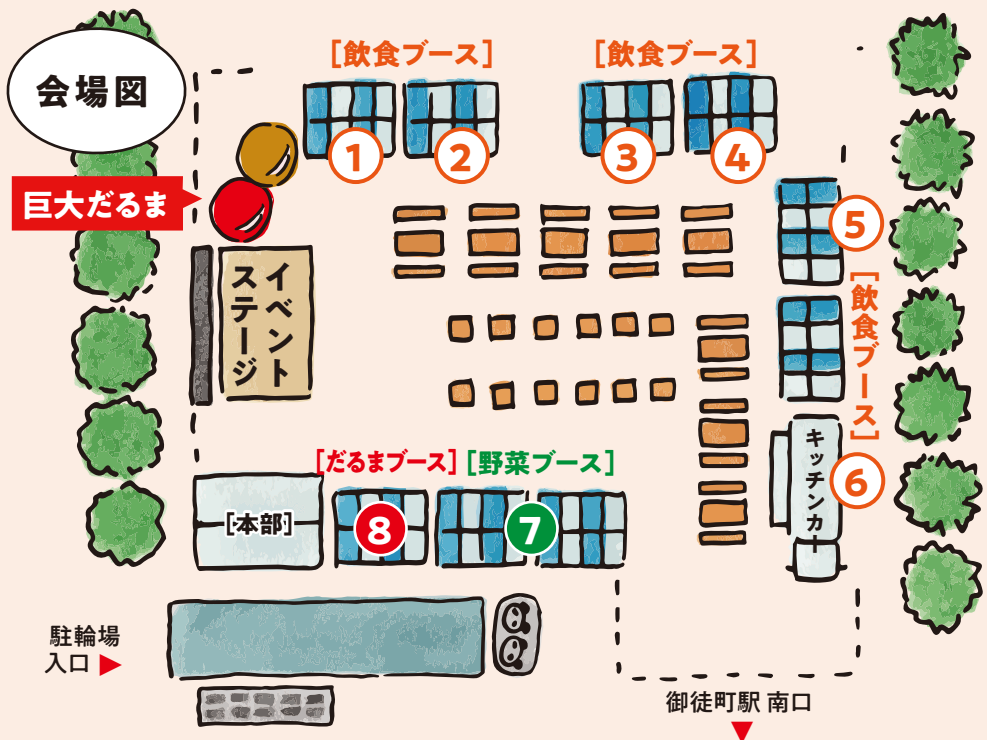 会場図
[飲食ブース]
[飲食ブース]
1
2
3
4
巨大だるま
5
イベント
ステージ
[飲食ブース]
キッチンカー
6
[だるまブース]
[野菜ブース]
[本部]
8
7
駐輪場
入口
御徒町駅 南口